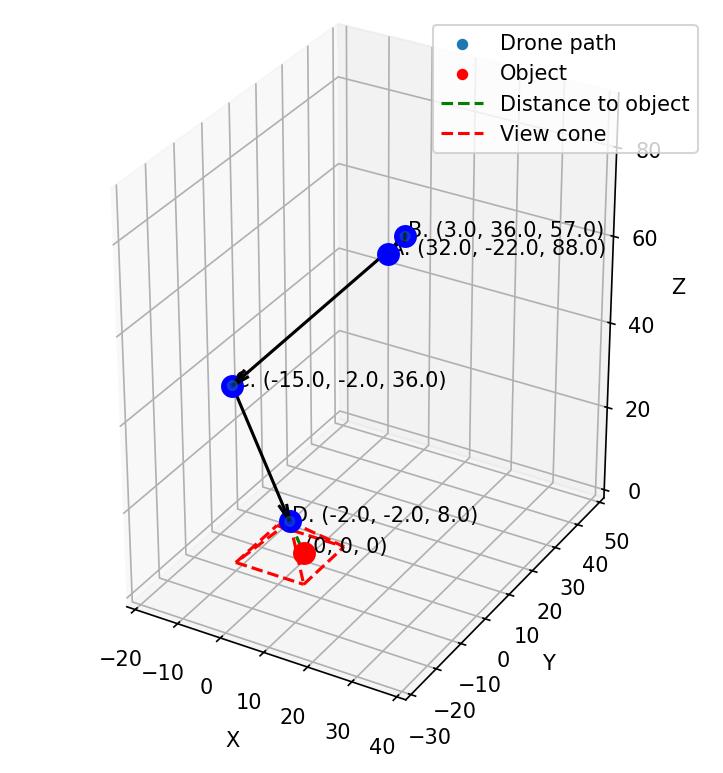 Drone path
Object
Distance to object
View cone
80
B. (3.0, 36.0, 57.0)
A. (32.0, -22.0, 88.0)
60
Z
40
C. (-15.0, -2.0, 36.0)
20
0
D. (-2.0, -2.0, 8.0)
(0, 0, 0)
50
40
30
20
10
0
−10
−20
−30
Y
−20
−10
0
10
20
30
40
X